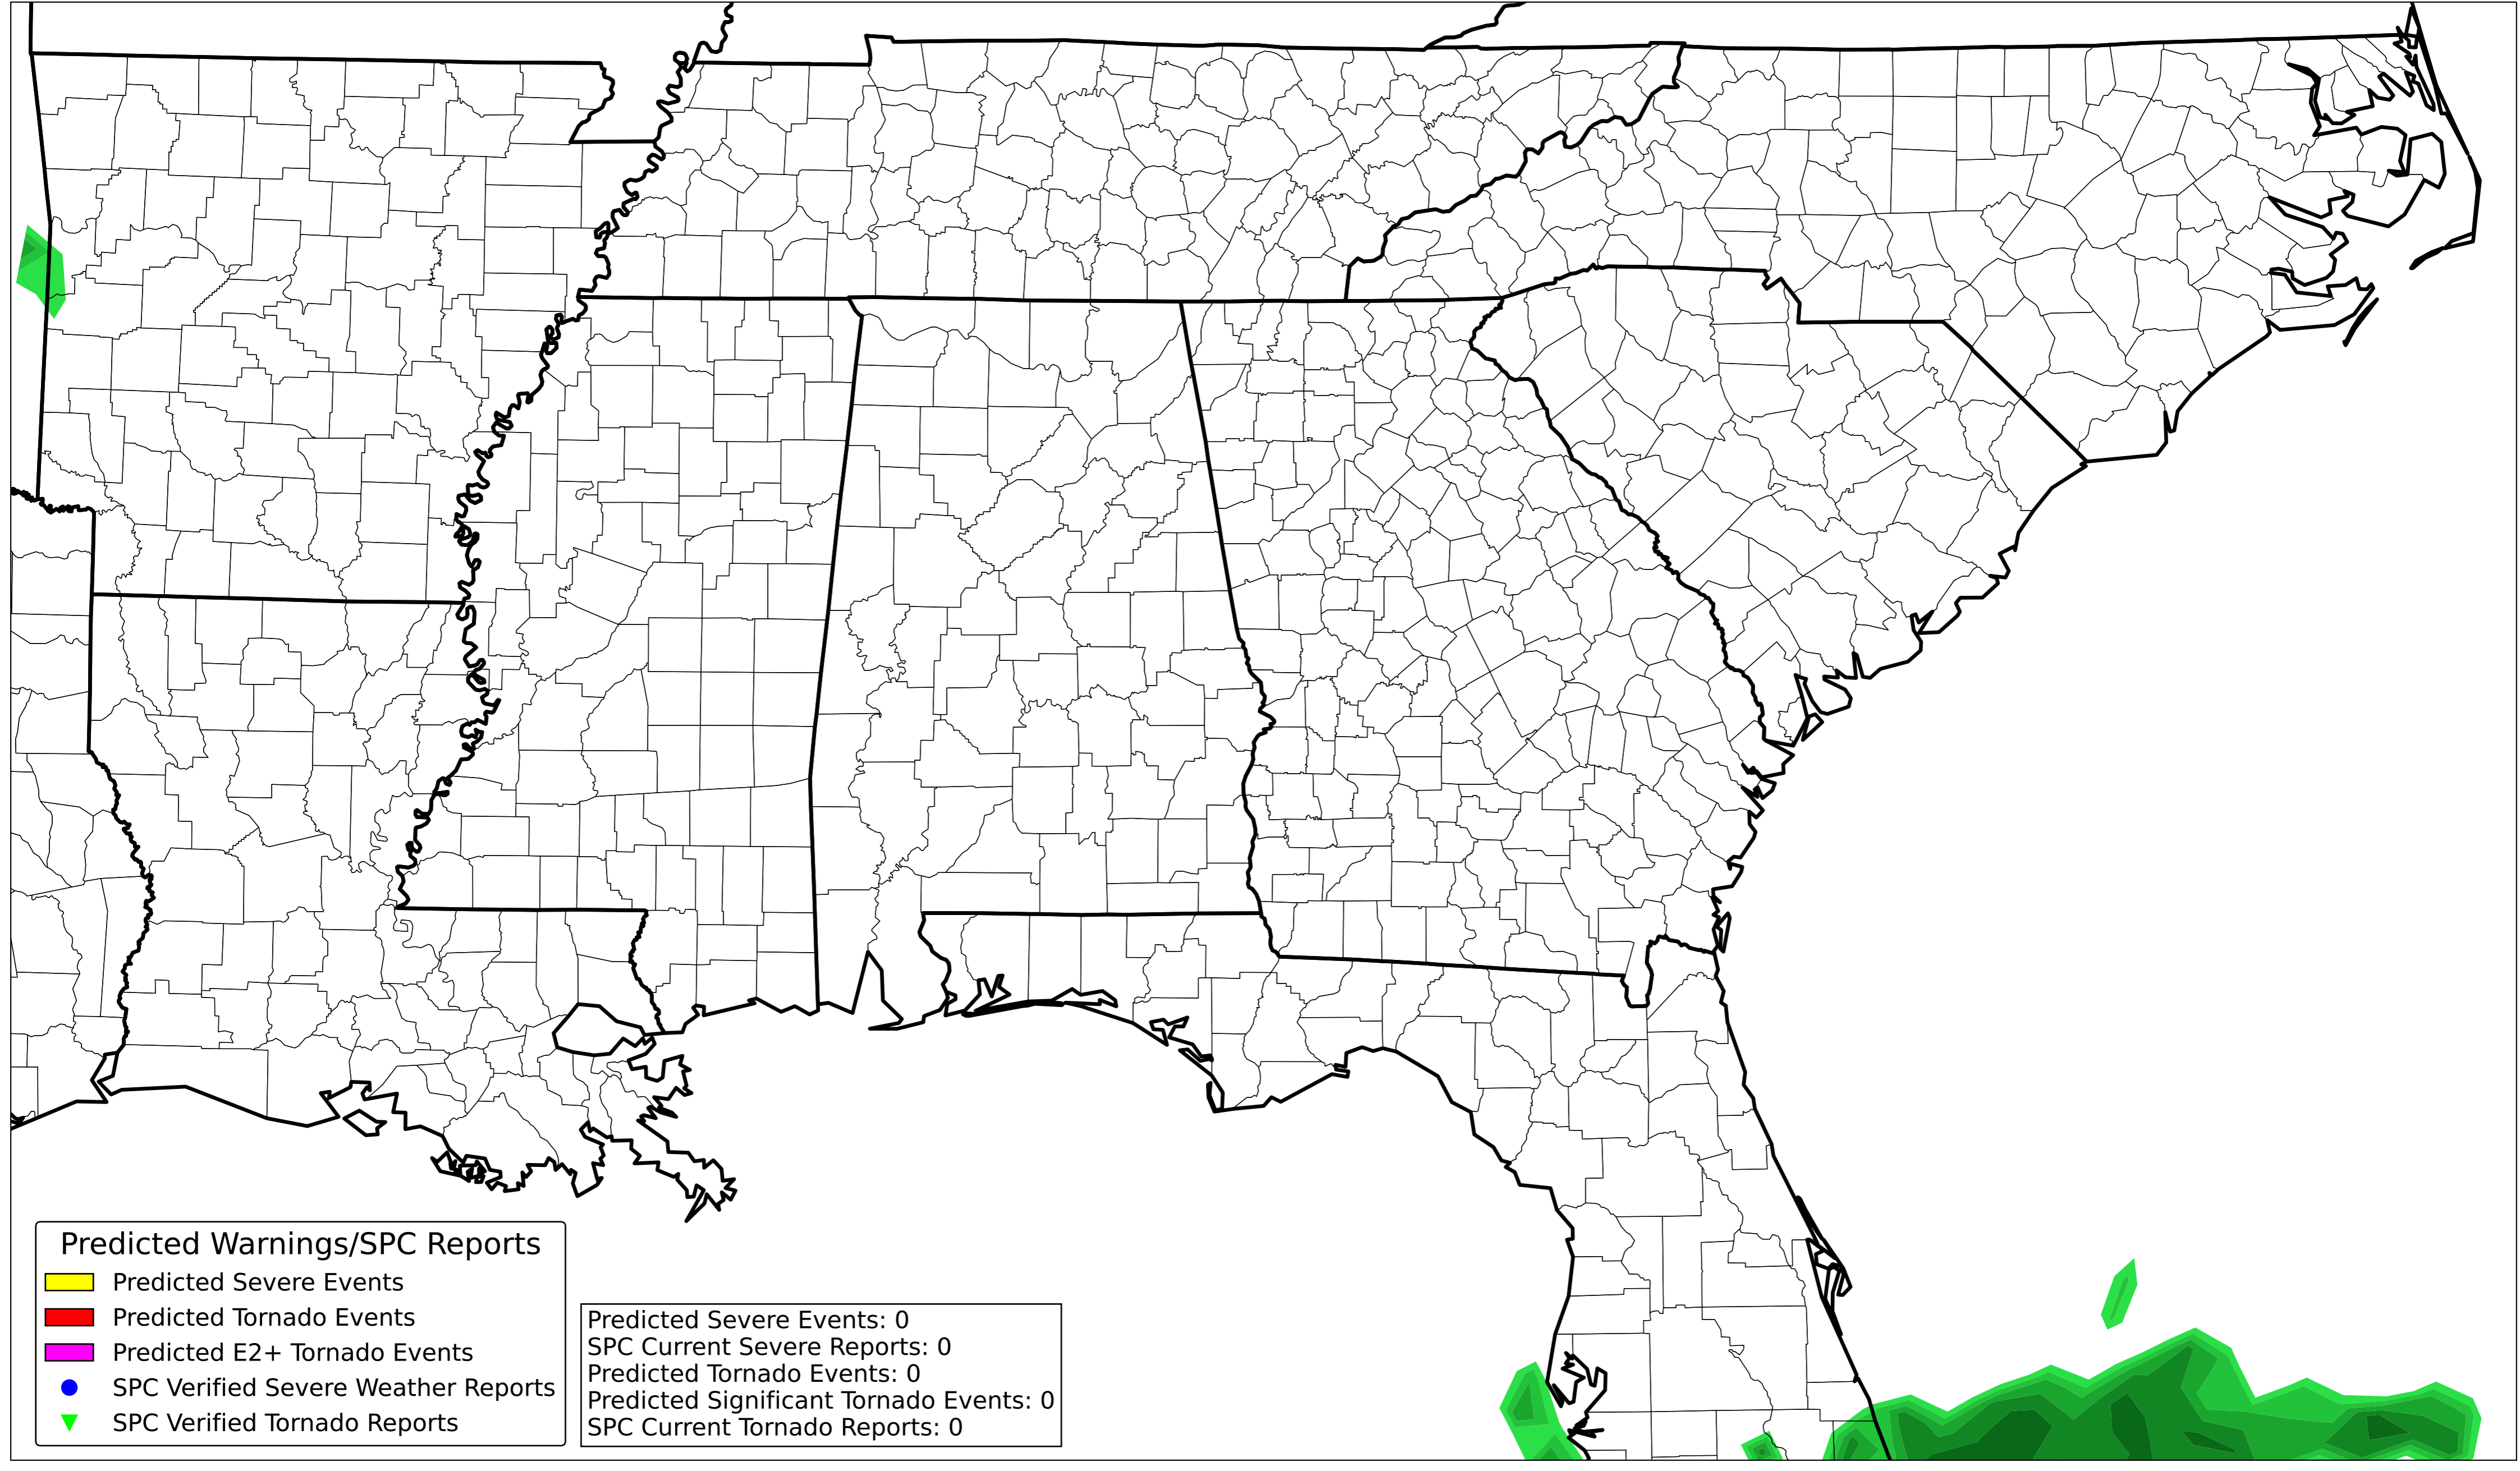 Predicted Warnings/SPC Reports
Predicted Severe Events
Predicted Tornado Events
Predicted E2+ Tornado Events
SPC Verified Severe Weather Reports
SPC Verified Tornado Reports
Predicted Severe Events: 0
SPC Current Severe Reports: 0
Predicted Tornado Events: 0
Predicted Significant Tornado Events: 0
SPC Current Tornado Reports: 0